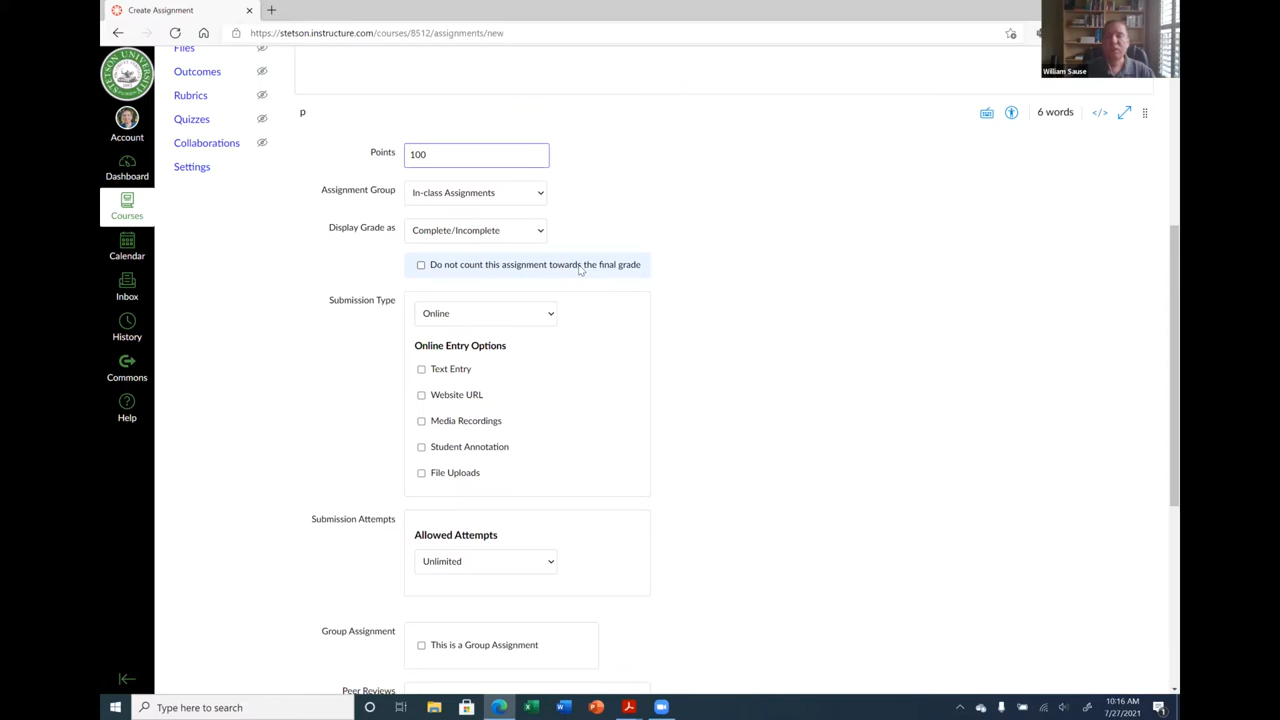 Create Assignment
https://stetson.instructure.com/courses/8512/assignments/new
William Sause
STETSON UNIVERSITY
Account
Dashboard
Courses
Calendar
Inbox
History
Commons
Help
Files
Outcomes
Rubrics
Quizzes
Collaborations
Settings
p
6 words
</>
Points
100
Assignment Group
In-class Assignments
Display Grade as
Complete/Incomplete
Do not count this assignment towards the final grade
Submission Type
Online
Online Entry Options
Text Entry
Website URL
Media Recordings
Student Annotation
File Uploads
Submission Attempts
Allowed Attempts
Unlimited
Group Assignment
This is a Group Assignment
Peer Reviews
Type here to search
10:16 AM
7/27/2021